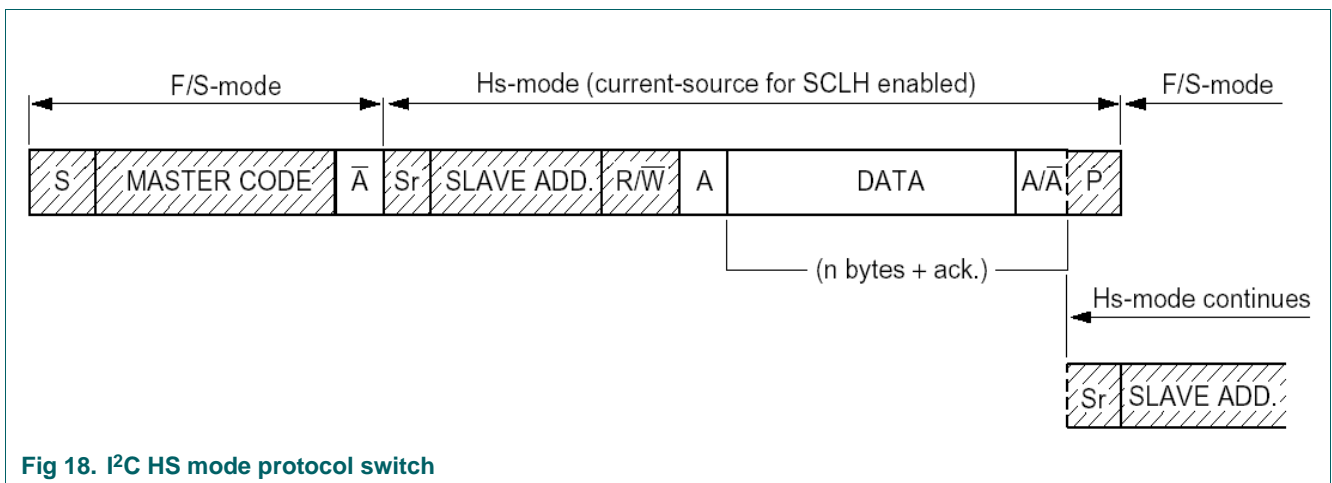 F/S-mode Hs-mode (current-source for SCLH enabled) F/S-mode
S MASTER CODE A̅ Sr SLAVE ADD. R/W̅ A DATA A/A̅ P
(n bytes + ack.)
Hs-mode continues
Sr SLAVE ADD.
Fig 18. I²C HS mode protocol switch